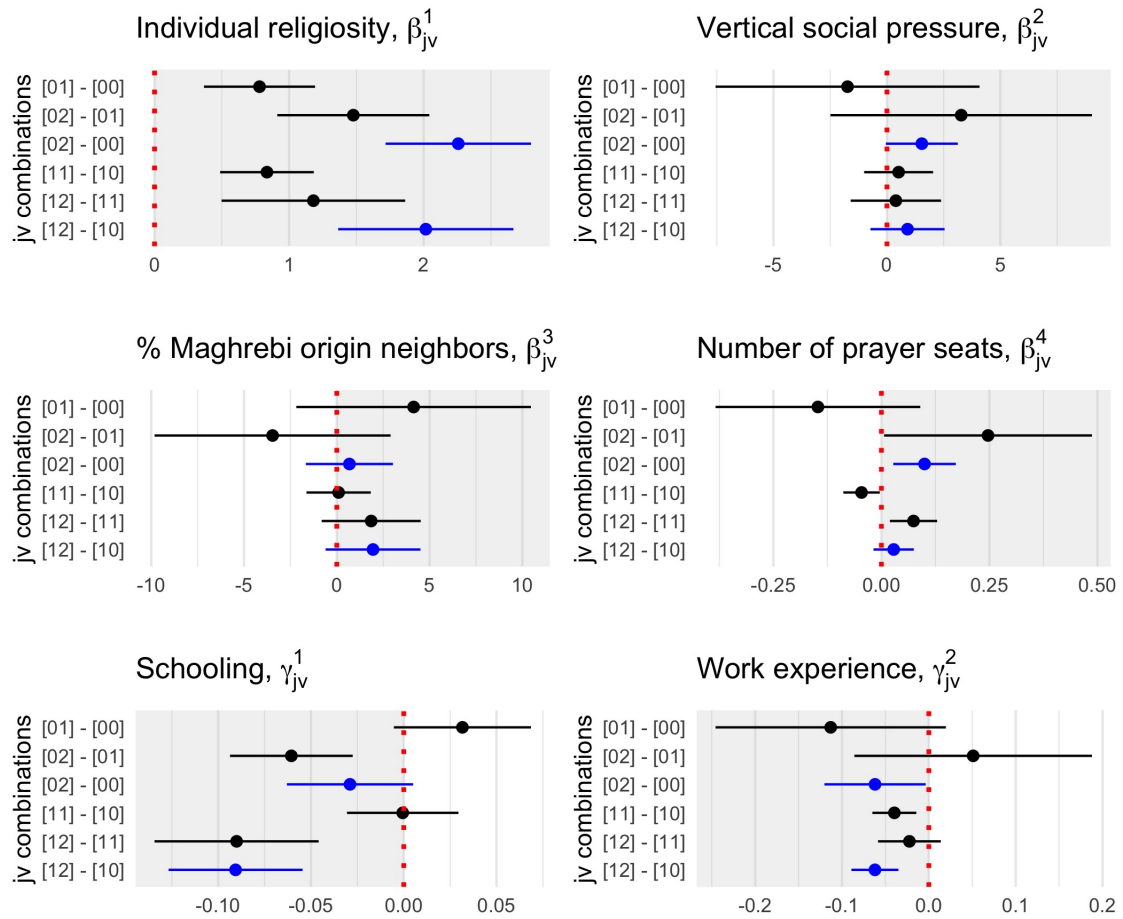 Individual religiosity, β¹jv
jv combinations
[01] - [00]
[02] - [01]
[02] - [00]
[11] - [10]
[12] - [11]
[12] - [10]
0 1 2
Vertical social pressure, β²jv
jv combinations
[01] - [00]
[02] - [01]
[02] - [00]
[11] - [10]
[12] - [11]
[12] - [10]
-5 0 5
% Maghrebi origin neighbors, β³jv
jv combinations
[01] - [00]
[02] - [01]
[02] - [00]
[11] - [10]
[12] - [11]
[12] - [10]
-10 -5 0 5 10
Number of prayer seats, β⁴jv
jv combinations
[01] - [00]
[02] - [01]
[02] - [00]
[11] - [10]
[12] - [11]
[12] - [10]
-0.25 0.00 0.25 0.50
Schooling, γ¹jv
jv combinations
[01] - [00]
[02] - [01]
[02] - [00]
[11] - [10]
[12] - [11]
[12] - [10]
-0.10 -0.05 0.00 0.05
Work experience, γ²jv
jv combinations
[01] - [00]
[02] - [01]
[02] - [00]
[11] - [10]
[12] - [11]
[12] - [10]
-0.2 -0.1 0.0 0.1 0.2